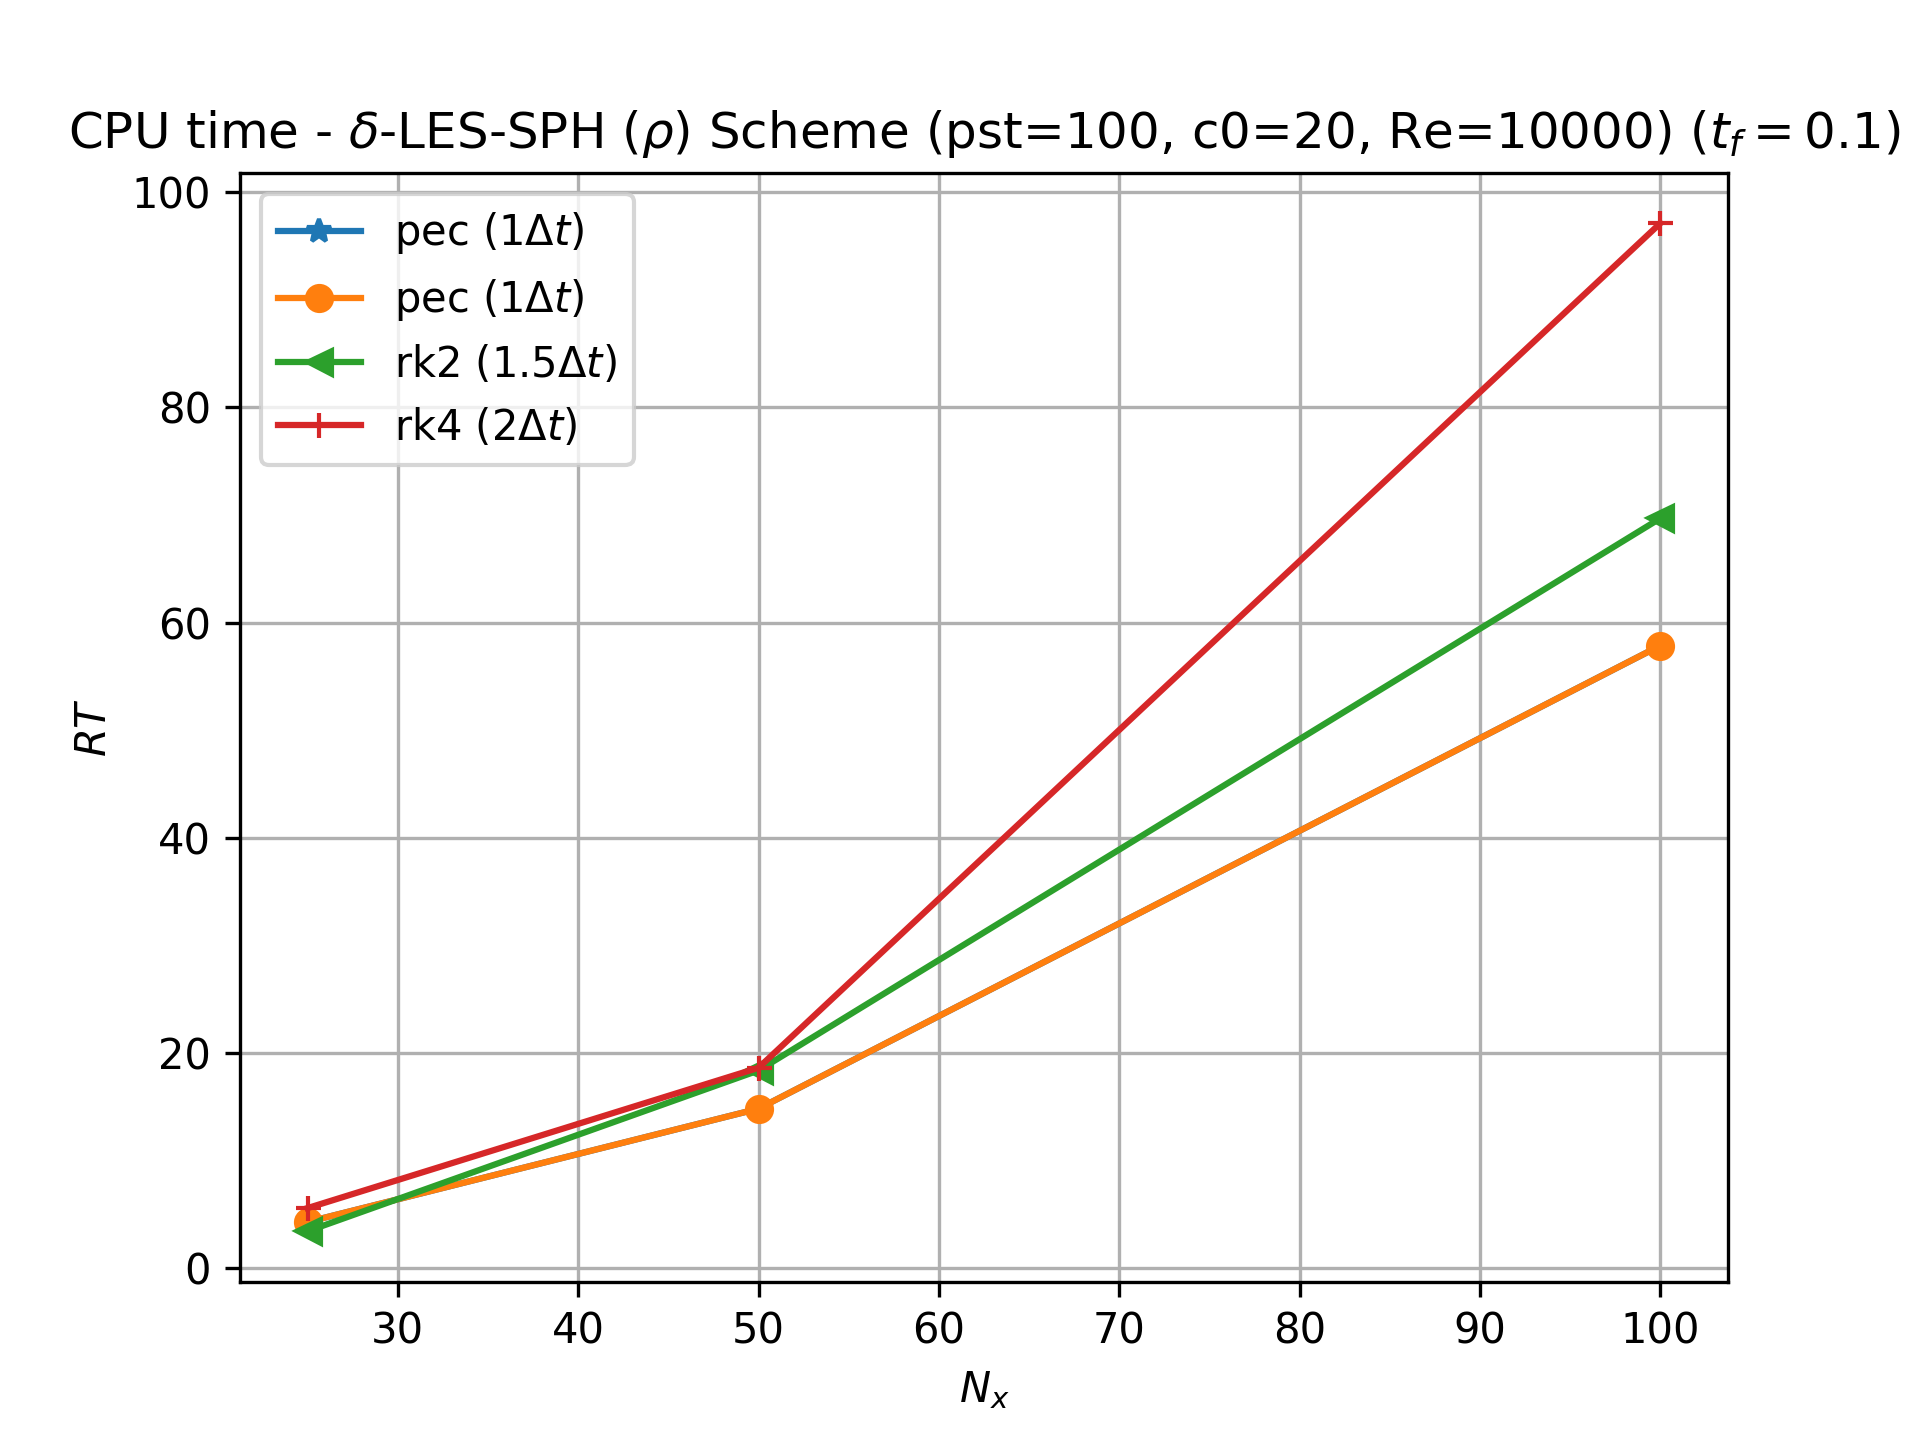 CPU time - δ-LES-SPH (ρ) Scheme (pst=100, c0=20, Re=10000) (t_f = 0.1)
100
80
60
40
20
0
RT
pec (1Δt)
pec (1Δt)
rk2 (1.5Δt)
rk4 (2Δt)
30 40 50 60 70 80 90 100
N_x